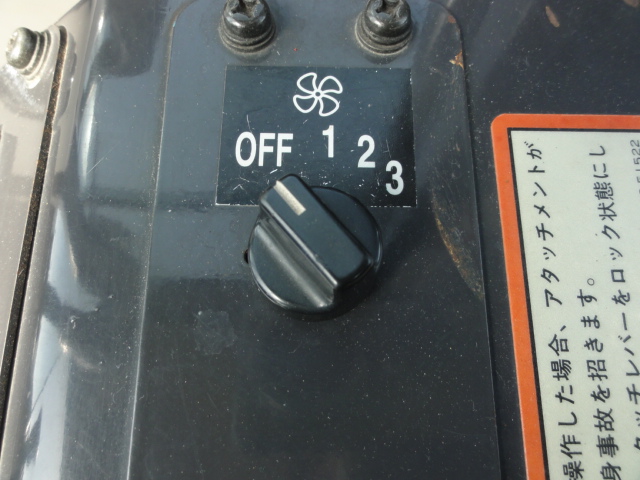 OFF 1 2 3
操作した場合、アタッチメントが
身事故を招きます。
タッチレバーをロック状態にし